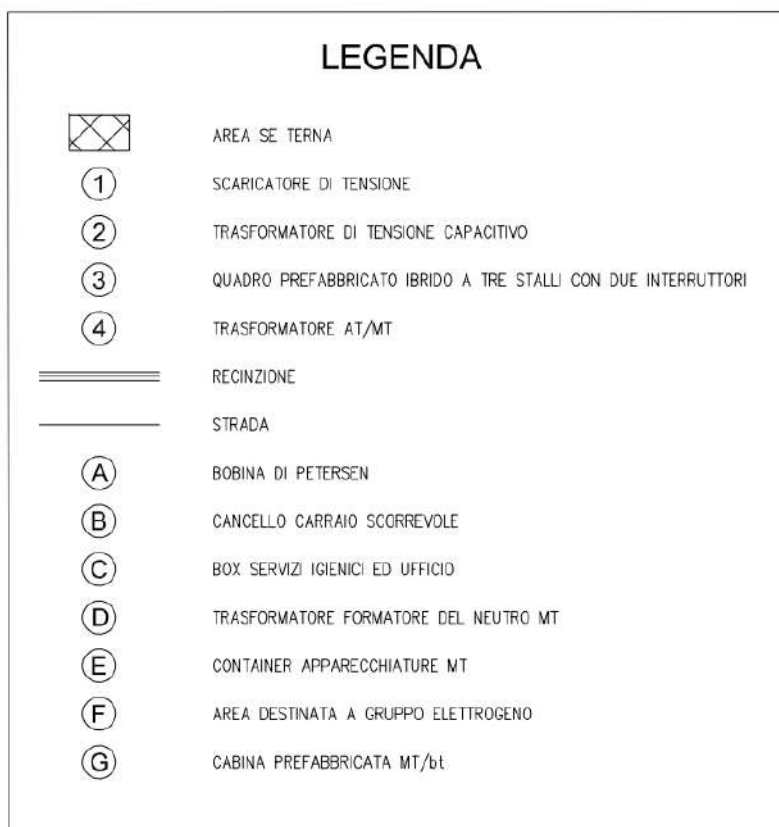 LEGENDA
AREA SE TERNA
1 SCARICATORE DI TENSIONE
2 TRASFORMATORE DI TENSIONE CAPACITIVO
3 QUADRO PREFABBRICATO IBRIDO A TRE STALLI CON DUE INTERRUTTORI
4 TRASFORMATORE AT/MT
RECINZIONE
STRADA
A BOBINA DI PETERSEN
B CANCELLO CARRAIO SCORREVOLE
C BOX SERVIZI IGIENICI ED UFFICIO
D TRASFORMATORE FORMATORE DEL NEUTRO MT
E CONTAINER APPARECCHIATURE MT
F AREA DESTINATA A GRUPPO ELETTROGENO
G CABINA PREFABBRICATA MT/bt